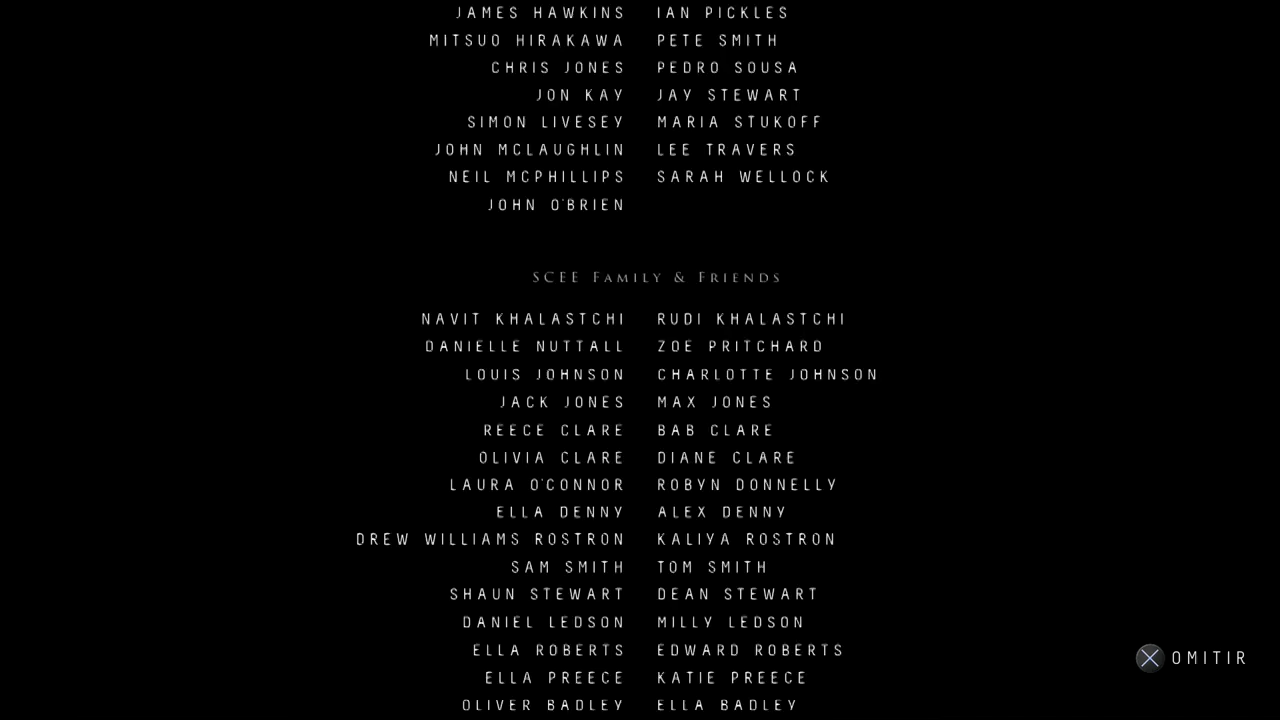 JAMES HAWKINS IAN PICKLES
MITSUO HIRAKAWA PETE SMITH
CHRIS JONES PEDRO SOUSA
JON KAY JAY STEWART
SIMON LIVESEY MARIA STUKOFF
JOHN MCLAUGHLIN LEE TRAVERS
NEIL MCPHILLIPS SARAH WELLOCK
JOHN O'BRIEN
SCEE FAMILY & FRIENDS
NAVIT KHALASTCHI RUDI KHALASTCHI
DANIELLE NUTTALL ZOE PRITCHARD
LOUIS JOHNSON CHARLOTTE JOHNSON
JACK JONES MAX JONES
REECE CLARE BAB CLARE
OLIVIA CLARE DIANE CLARE
LAURA O'CONNOR ROBYN DONNELLY
ELLA DENNY ALEX DENNY
DREW WILLIAMS ROSTRON KALIYA ROSTRON
SAM SMITH TOM SMITH
SHAUN STEWART DEAN STEWART
DANIEL LEDSON MILLY LEDSON
ELLA ROBERTS EDWARD ROBERTS
ELLA PREECE KATIE PREECE
OLIVER BADLEY ELLA BADLEY
OMITIR